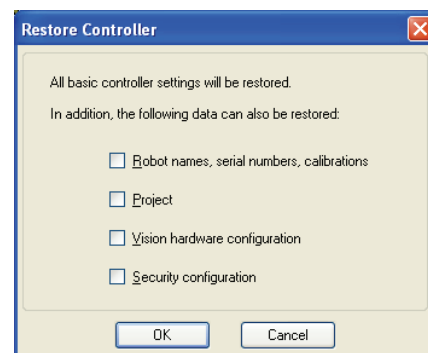 Restore Controller
All basic controller settings will be restored.
In addition, the following data can also be restored:
Robot names, serial numbers, calibrations
Project
Vision hardware configuration
Security configuration
OK
Cancel